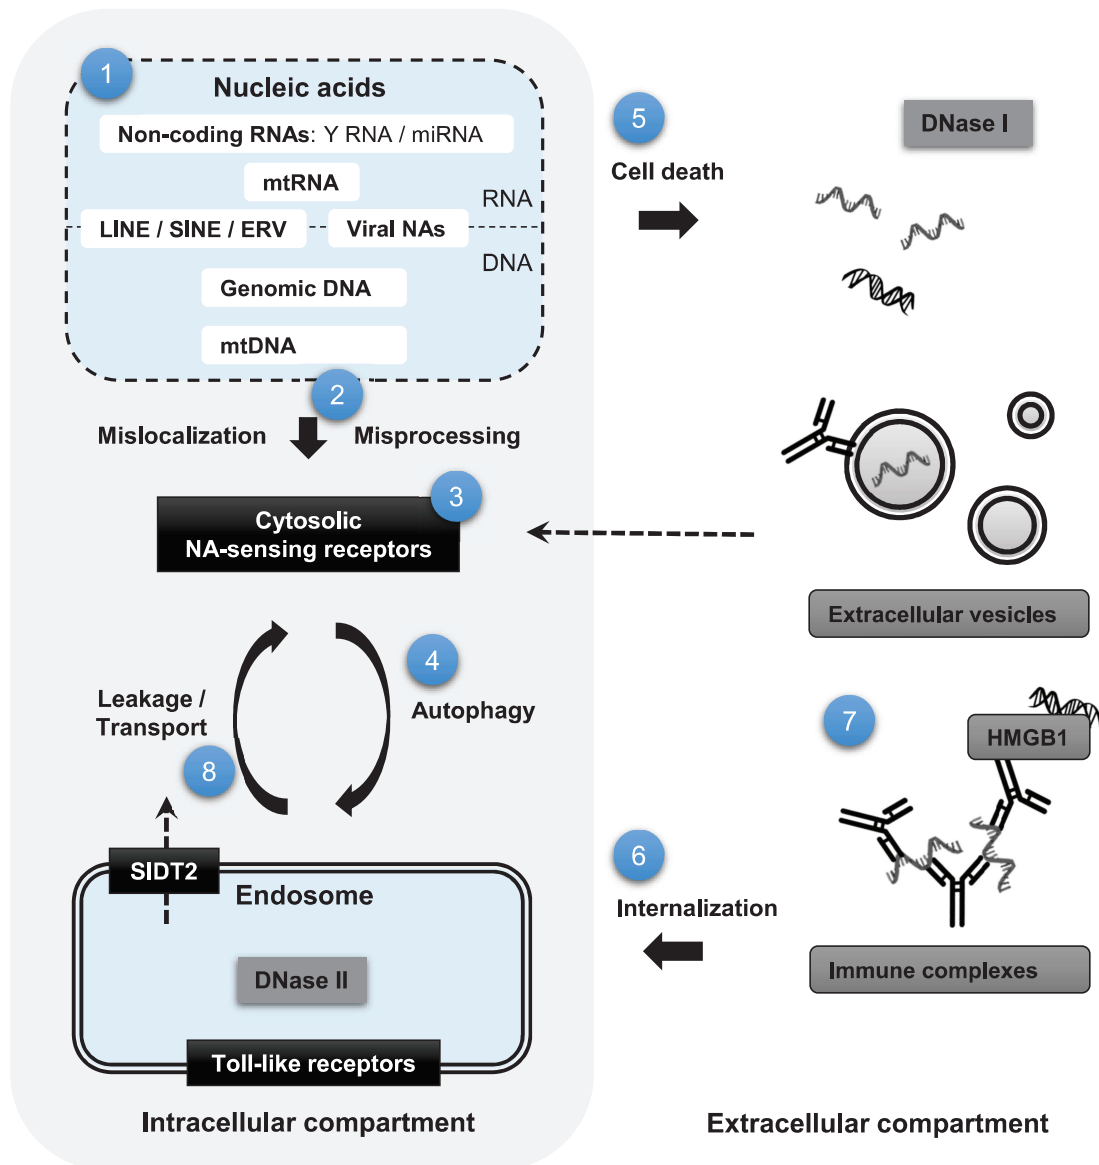 1
Nucleic acids
Non-coding RNAs: Y RNA / miRNA
mtRNA
RNA
LINE / SINE / ERV
Viral NAs
DNA
Genomic DNA
mtDNA
2
Mislocalization
Misprocessing
3
Cytosolic
NA-sensing receptors
4
Autophagy
Leakage /
Transport
8
SIDT2
Endosome
DNase II
Toll-like receptors
Intracellular compartment
5
Cell death
DNase I
Extracellular vesicles
7
HMGB1
6
Internalization
Immune complexes
Extracellular compartment